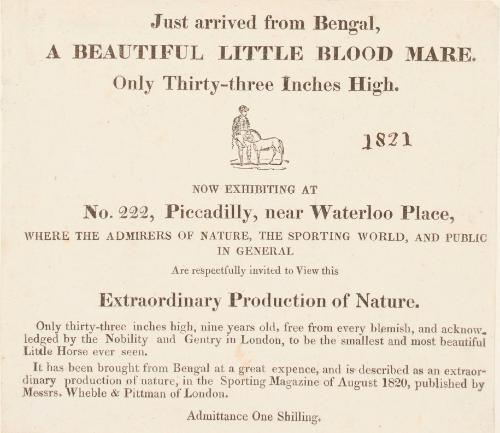 Just arrived from Bengal,
A BEAUTIFUL LITTLE BLOOD MARE.
Only Thirty-three Inches High.
1821
NOW EXHIBITING AT
No. 222, Piccadilly, near Waterloo Place,
WHERE THE ADMIRERS OF NATURE, THE SPORTING WORLD, AND PUBLIC
IN GENERAL
Are respectfully invited to View this
Extraordinary Production of Nature.
Only thirty-three inches high, nine years old, free from every blemish, and acknow-
ledged by the Nobility and Gentry in London, to be the smallest and most beautiful
Little Horse ever seen.
It has been brought from Bengal at a great expence, and is described as an extraor-
dinary production of nature, in the Sporting Magazine of August 1820, published by
Messrs. Wheble & Pittman of London.
Admittance One Shilling.